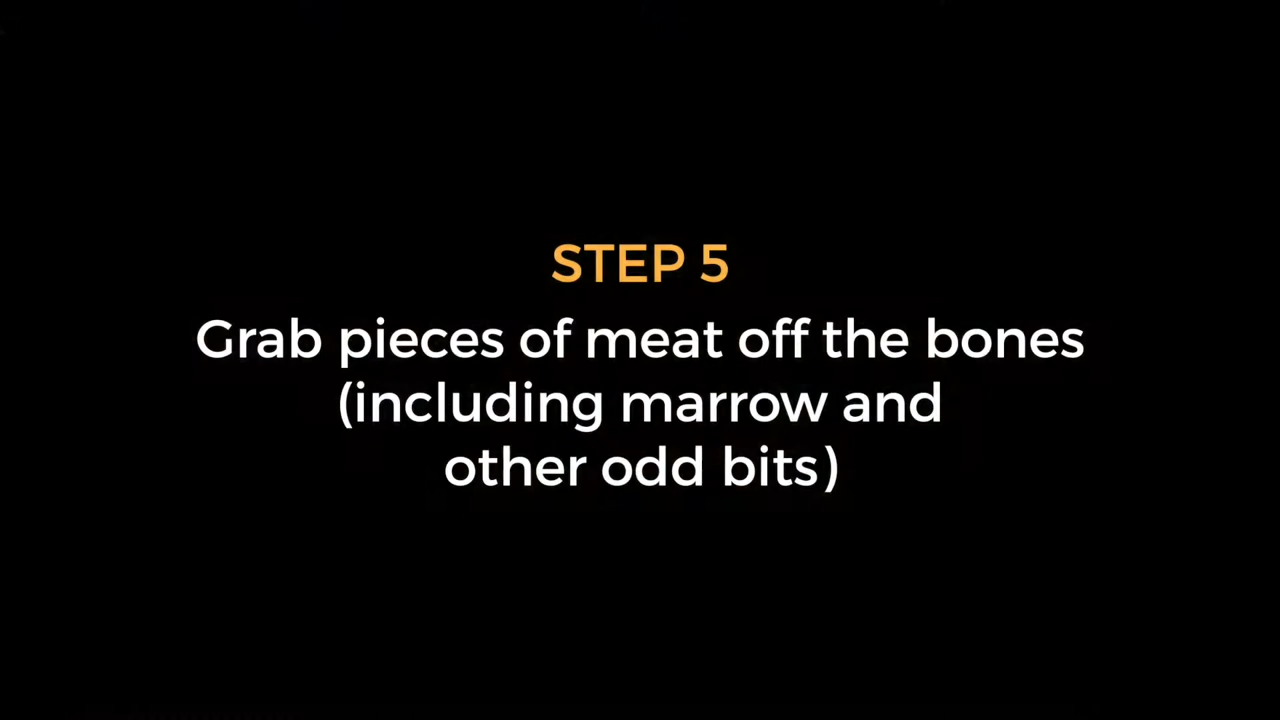 STEP 5
Grab pieces of meat off the bones
(including marrow and
other odd bits)